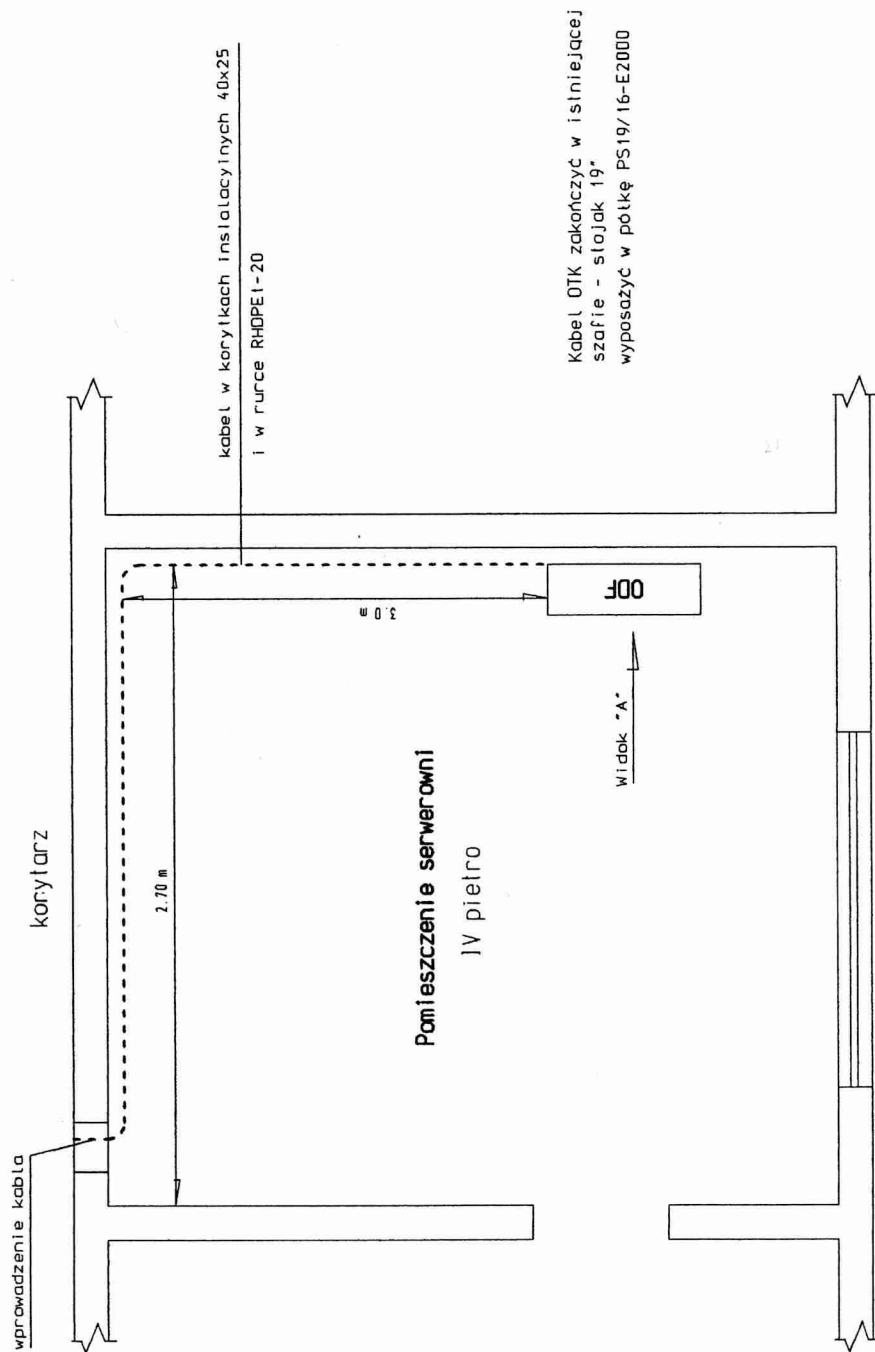 wprowadzenie kabla
korytarz
kabel w korytkach instalacyjnych 40x25
i w rurce RHDPEt-20
2.70 m
3.0 m
Pomieszczenie serwerowni
IV pietro
ODF
Widok "A"
Kabel OTK zakończyć w istniejącej
szafie - stojak 19"
wyposażyć w półkę PS19/16-E2000